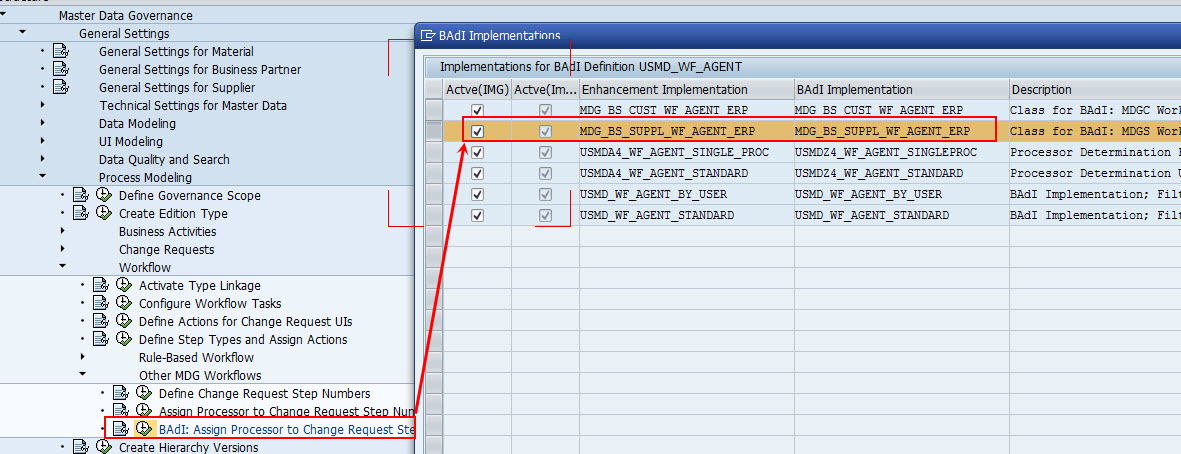 Master Data Governance
General Settings
General Settings for Material
General Settings for Business Partner
General Settings for Supplier
Technical Settings for Master Data
Data Modeling
UI Modeling
Data Quality and Search
Process Modeling
Define Governance Scope
Create Edition Type
Business Activities
Change Requests
Workflow
Activate Type Linkage
Configure Workflow Tasks
Define Actions for Change Request UIs
Define Step Types and Assign Actions
Rule-Based Workflow
Other MDG Workflows
Define Change Request Step Numbers
Assign Processor to Change Request Step Num
BAdI: Assign Processor to Change Request Ste
Create Hierarchy Versions
BAdI Implementations
Implementations for BAdI Definition USMD_WF_AGENT
Actve(IMG) Actve(Im... Enhancement Implementation BAdI Implementation Description
MDG_BS_CUST_WF_AGENT_ERP MDG_BS_CUST_WF_AGENT_ERP Class for BAdI: MDGC Work
MDG_BS_SUPPL_WF_AGENT_ERP MDG_BS_SUPPL_WF_AGENT_ERP Class for BAdI: MDGS Work
USMDA4_WF_AGENT_SINGLE_PROC USMDZ4_WF_AGENT_SINGLEPROC Processor Determination
USMDA4_WF_AGENT_STANDARD USMDZ4_WF_AGENT_STANDARD Processor Determination
USMD_WF_AGENT_BY_USER USMD_WF_AGENT_BY_USER BAdI Implementation; Filt
USMD_WF_AGENT_STANDARD USMD_WF_AGENT_STANDARD BAdI Implementation; Filt